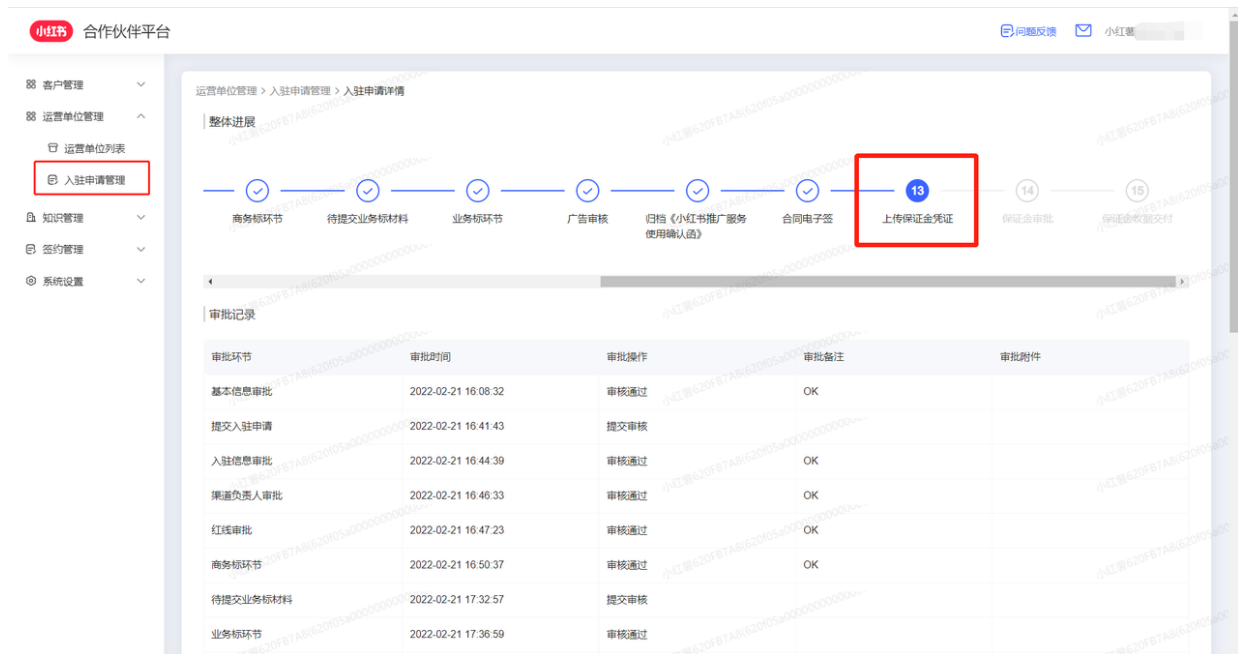 小红书 合作伙伴平台
问题反馈 小红薯
客户管理
运营单位管理
运营单位列表
入驻申请管理
知识管理
签约管理
系统设置
运营单位管理 > 入驻申请管理 > 入驻申请详情
整体进展
13 14 15
商务标环节 待提交业务标材料 业务标环节 广告审核 归档《小红书推广服务 合同电子签 上传保证金凭证 保证金审批 保证金收据交付
使用确认函》
审批记录
审批环节 审批时间 审批操作 审批备注 审批附件
基本信息审批 2022-02-21 16:08:32 审核通过 OK
提交入驻申请 2022-02-21 16:41:43 提交审核
入驻信息审批 2022-02-21 16:44:39 审核通过 OK
渠道负责人审批 2022-02-21 16:46:33 审核通过 OK
红线审批 2022-02-21 16:47:23 审核通过 OK
商务标环节 2022-02-21 16:50:37 审核通过 OK
待提交业务标材料 2022-02-21 17:32:57 提交审核
业务标环节 2022-02-21 17:36:59 审核通过